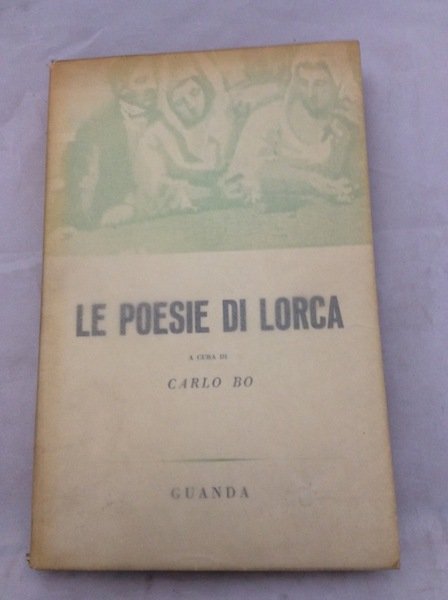 LE POESIE DI LORCA
A CURA DI
CARLO BO
GUANDA